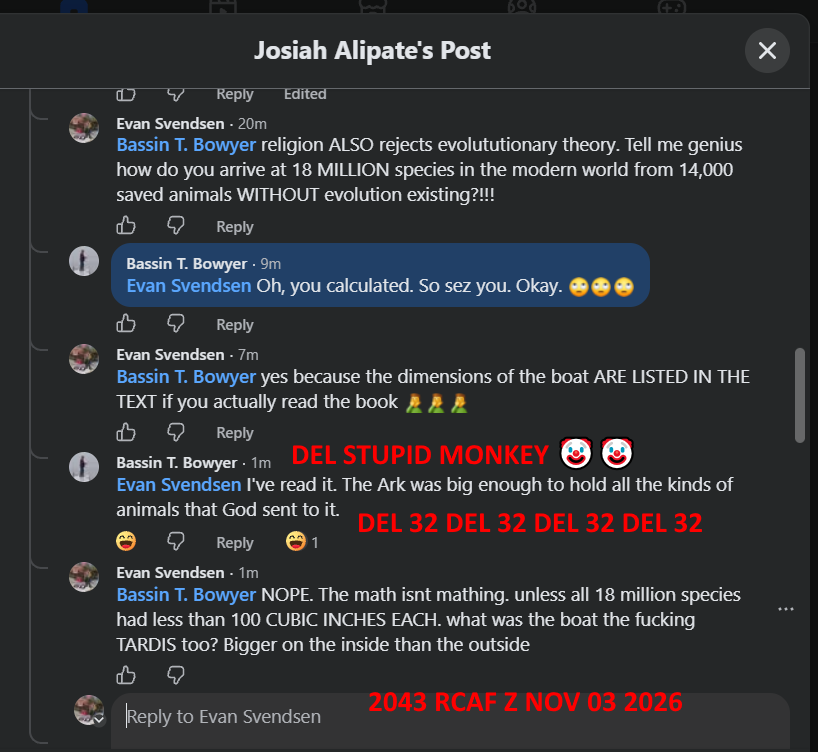 Josiah Alipate's Post
Reply Edited
Evan Svendsen · 20m
Bassin T. Bowyer religion ALSO rejects evolututionary theory. Tell me genius
how do you arrive at 18 MILLION species in the modern world from 14,000
saved animals WITHOUT evolution existing?!!!
Reply
Bassin T. Bowyer · 9m
Evan Svendsen Oh, you calculated. So sez you. Okay. 🙄🙄🙄
Reply
Evan Svendsen · 7m
Bassin T. Bowyer yes because the dimensions of the boat ARE LISTED IN THE
TEXT if you actually read the book 🤦‍♂️🤦‍♂️🤦‍♂️
Reply
DEL STUPID MONKEY 🤡🤡
Bassin T. Bowyer · 1m
Evan Svendsen I've read it. The Ark was big enough to hold all the kinds of
animals that God sent to it.
DEL 32 DEL 32 DEL 32 DEL 32
Reply 😆 1
Evan Svendsen · 1m
Bassin T. Bowyer NOPE. The math isnt mathing. unless all 18 million species
had less than 100 CUBIC INCHES EACH. what was the boat the fucking
TARDIS too? Bigger on the inside than the outside
2043 RCAF Z NOV 03 2026
Reply to Evan Svendsen